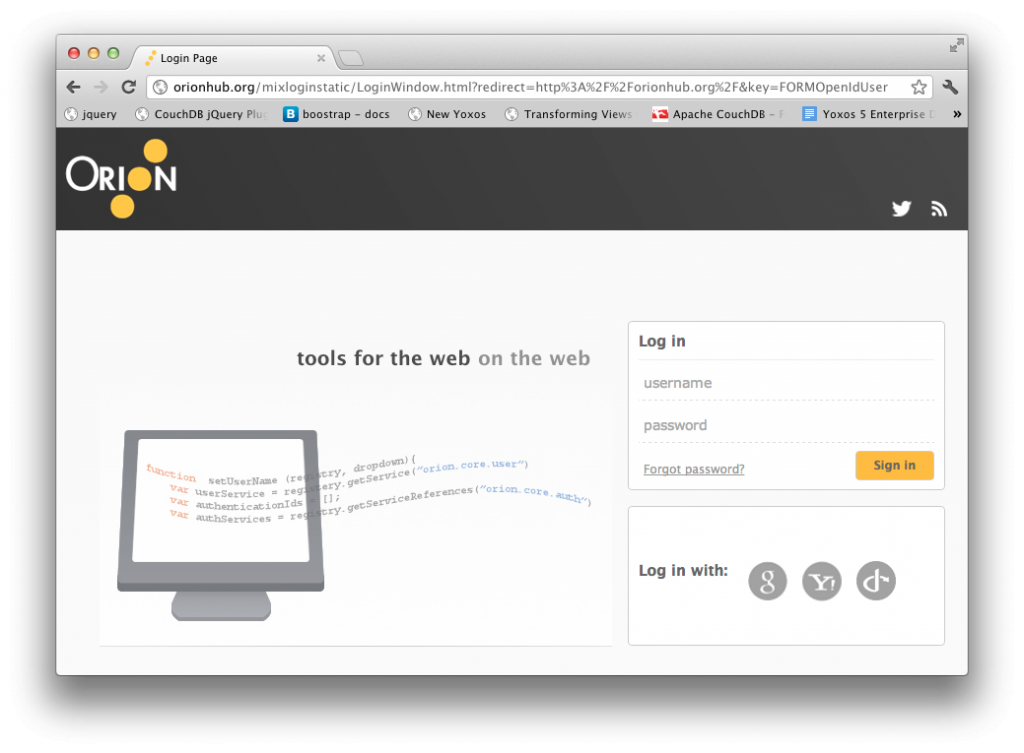 Login Page
orionhub.org/mixloginstatic/LoginWindow.html?redirect=http%3A%2F%2Forionhub.org%2F&key=FORMOpenIdUser
jquery CouchDB jQuery Plu B boostrap - docs New Yoxos Transforming Views Apache CouchDB - Yoxos 5 Enterprise »
ORION
tools for the web on the web
Log in
username
password
Forgot password? Sign in
function setUserName (registry, dropdown){
var userService = registery.getService("orion.core.user")
var authenticationIds = [];
var authServices = registry.getServiceReferences("orion.core.auth")
Log in with: g Y!